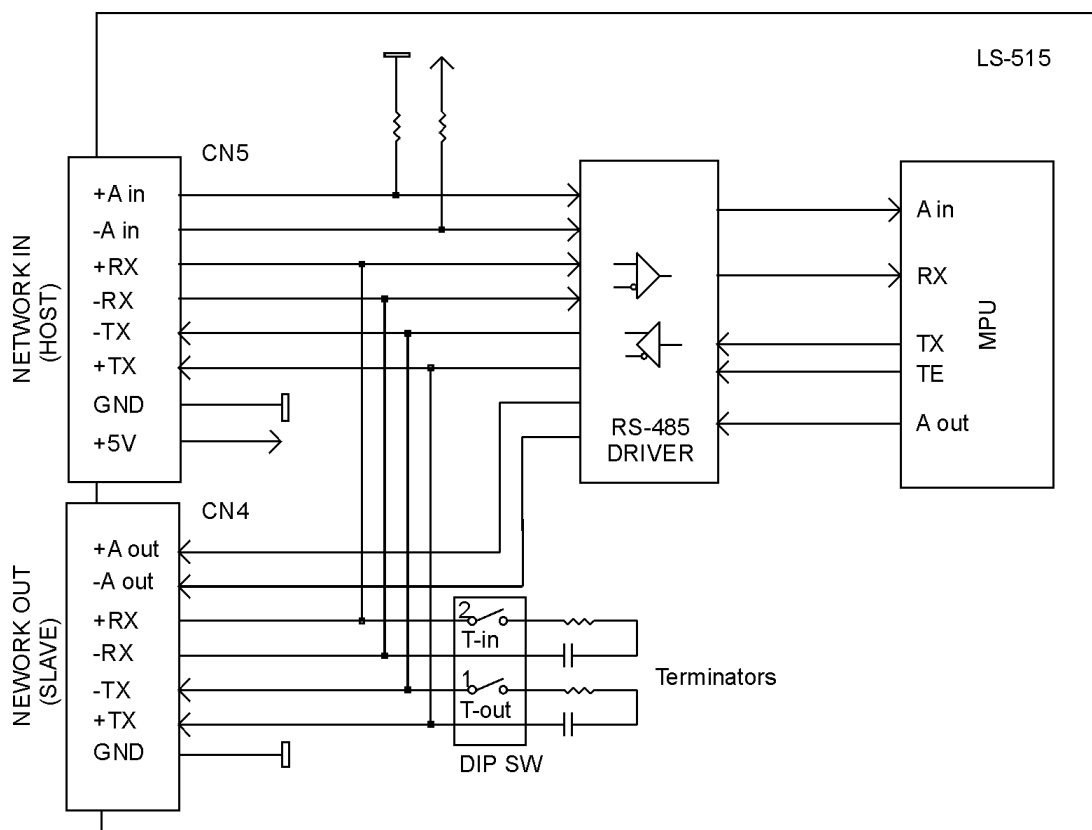 LS-515
CN5
NETWORK IN
(HOST)
+A in
-A in
+RX
-RX
-TX
+TX
GND
+5V
RS-485
DRIVER
A in
RX
TX
TE
A out
MPU
CN4
NEWORK OUT
(SLAVE)
+A out
-A out
+RX
-RX
-TX
+TX
GND
2
T-in
1
T-out
DIP SW
Terminators